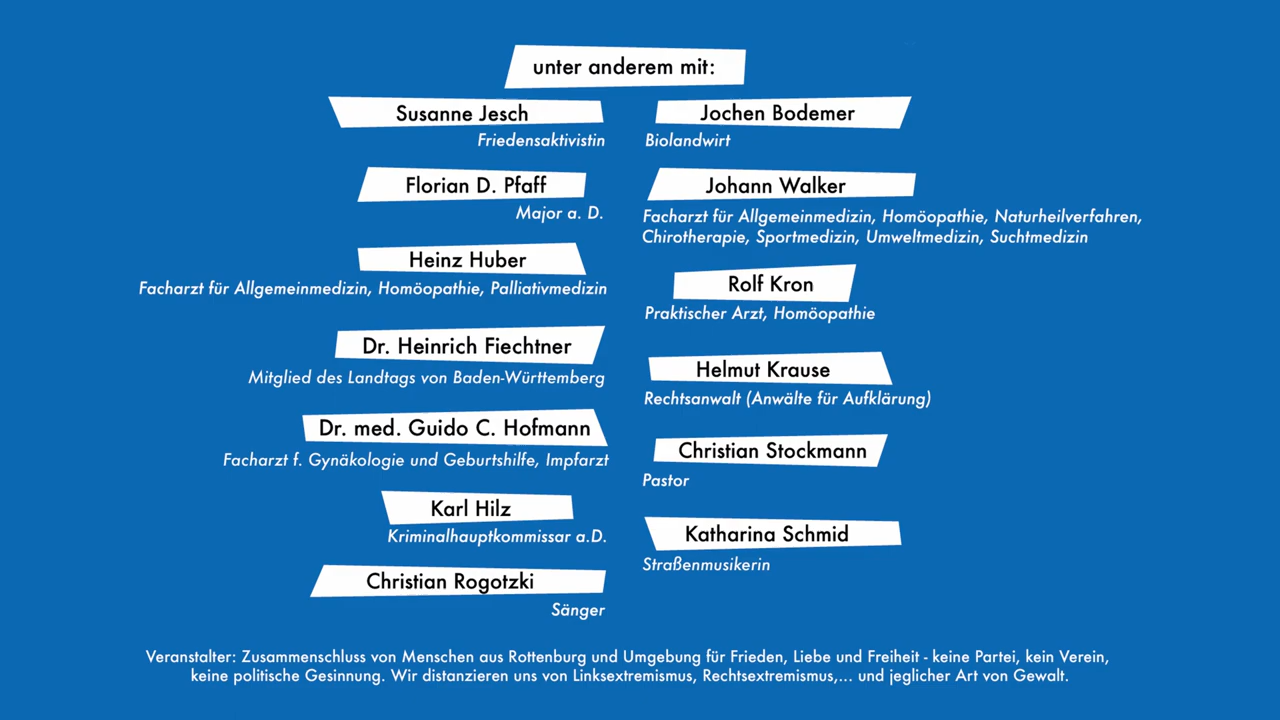 unter anderem mit:
Susanne Jesch
Friedensaktivistin
Florian D. Pfaff
Major a. D.
Heinz Huber
Facharzt für Allgemeinmedizin, Homöopathie, Palliativmedizin
Dr. Heinrich Fiechtner
Mitglied des Landtags von Baden-Württemberg
Dr. med. Guido C. Hofmann
Facharzt f. Gynäkologie und Geburtshilfe, Impfarzt
Karl Hilz
Kriminalhauptkommissar a.D.
Christian Rogotzki
Sänger
Jochen Bodemer
Biolandwirt
Johann Walker
Facharzt für Allgemeinmedizin, Homöopathie, Naturheilverfahren,
Chirotherapie, Sportmedizin, Umweltmedizin, Suchtmedizin
Rolf Kron
Praktischer Arzt, Homöopathie
Helmut Krause
Rechtsanwalt (Anwälte für Aufklärung)
Christian Stockmann
Pastor
Katharina Schmid
Straßenmusikerin
Veranstalter: Zusammenschluss von Menschen aus Rottenburg und Umgebung für Frieden, Liebe und Freiheit - keine Partei, kein Verein,
keine politische Gesinnung. Wir distanzieren uns von Linksextremismus, Rechtsextremismus,... und jeglicher Art von Gewalt.